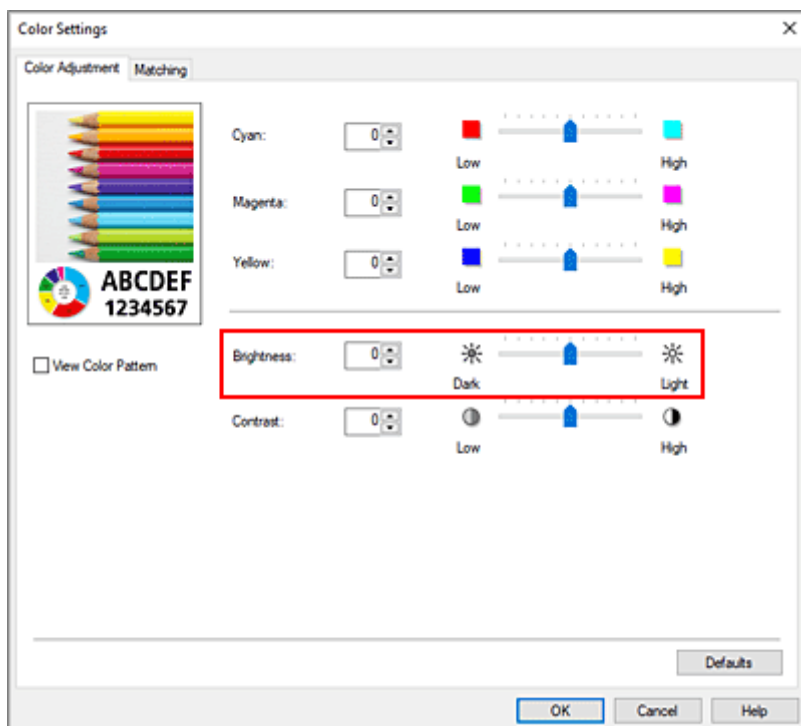 Color Settings
Color Adjustment Matching
Cyan: 0
Low High
Magenta: 0
Low High
Yellow: 0
Low High
ABCDEF
1234567
View Color Pattern
Brightness: 0
Dark Light
Contrast: 0
Low High
Defaults
OK Cancel Help